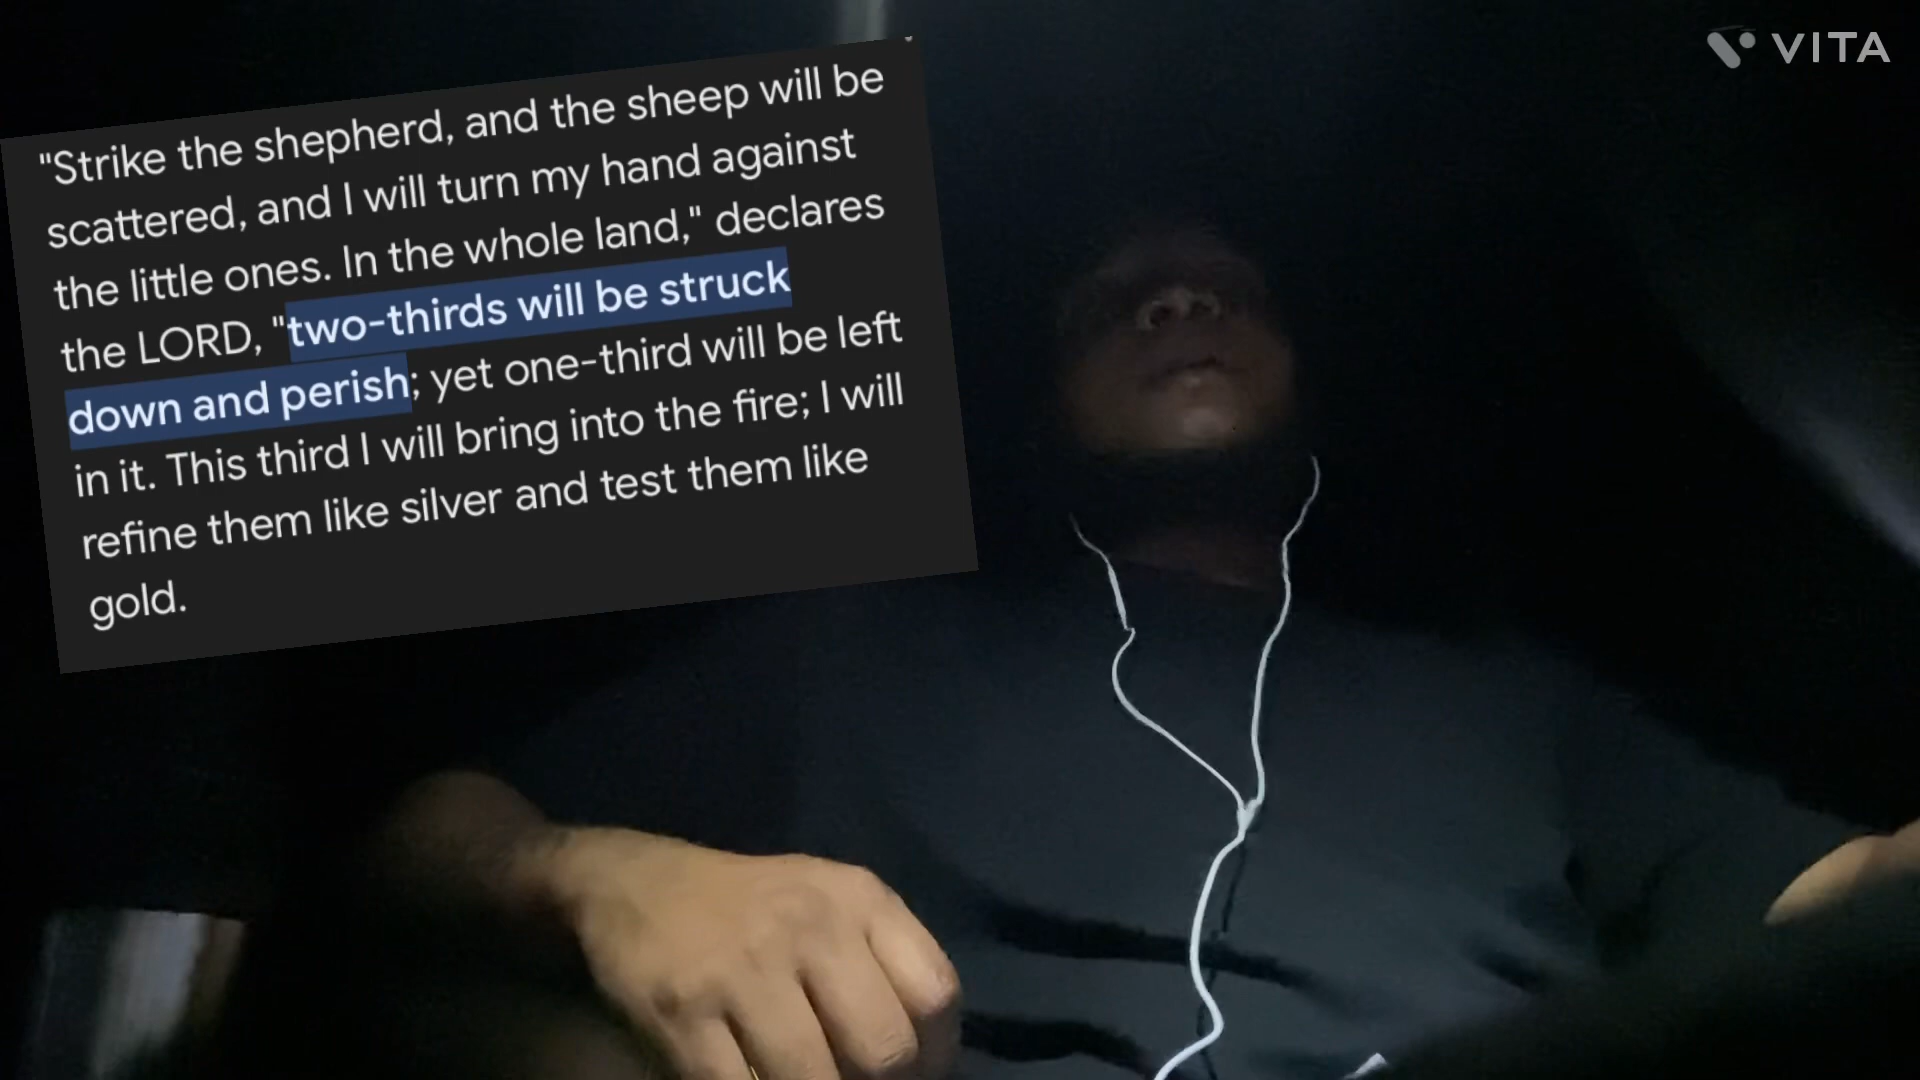 "Strike the shepherd, and the sheep will be
scattered, and I will turn my hand against
the little ones. In the whole land," declares
the LORD, "two-thirds will be struck
down and perish; yet one-third will be left
in it. This third I will bring into the fire; I will
refine them like silver and test them like
gold.
VITA